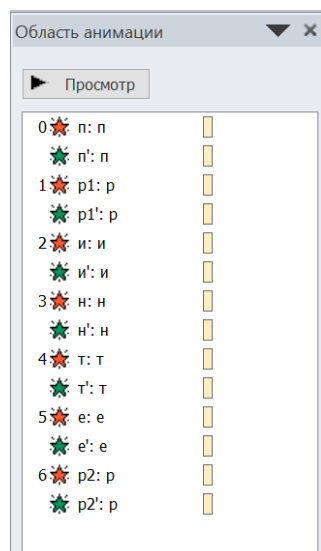 Область анимации
Просмотр
0 п: п
п': п
1 р1: р
р1': р
2 и: и
и': и
3 н: н
н': н
4 т: т
т': т
5 е: е
е': е
6 р2: р
р2': р